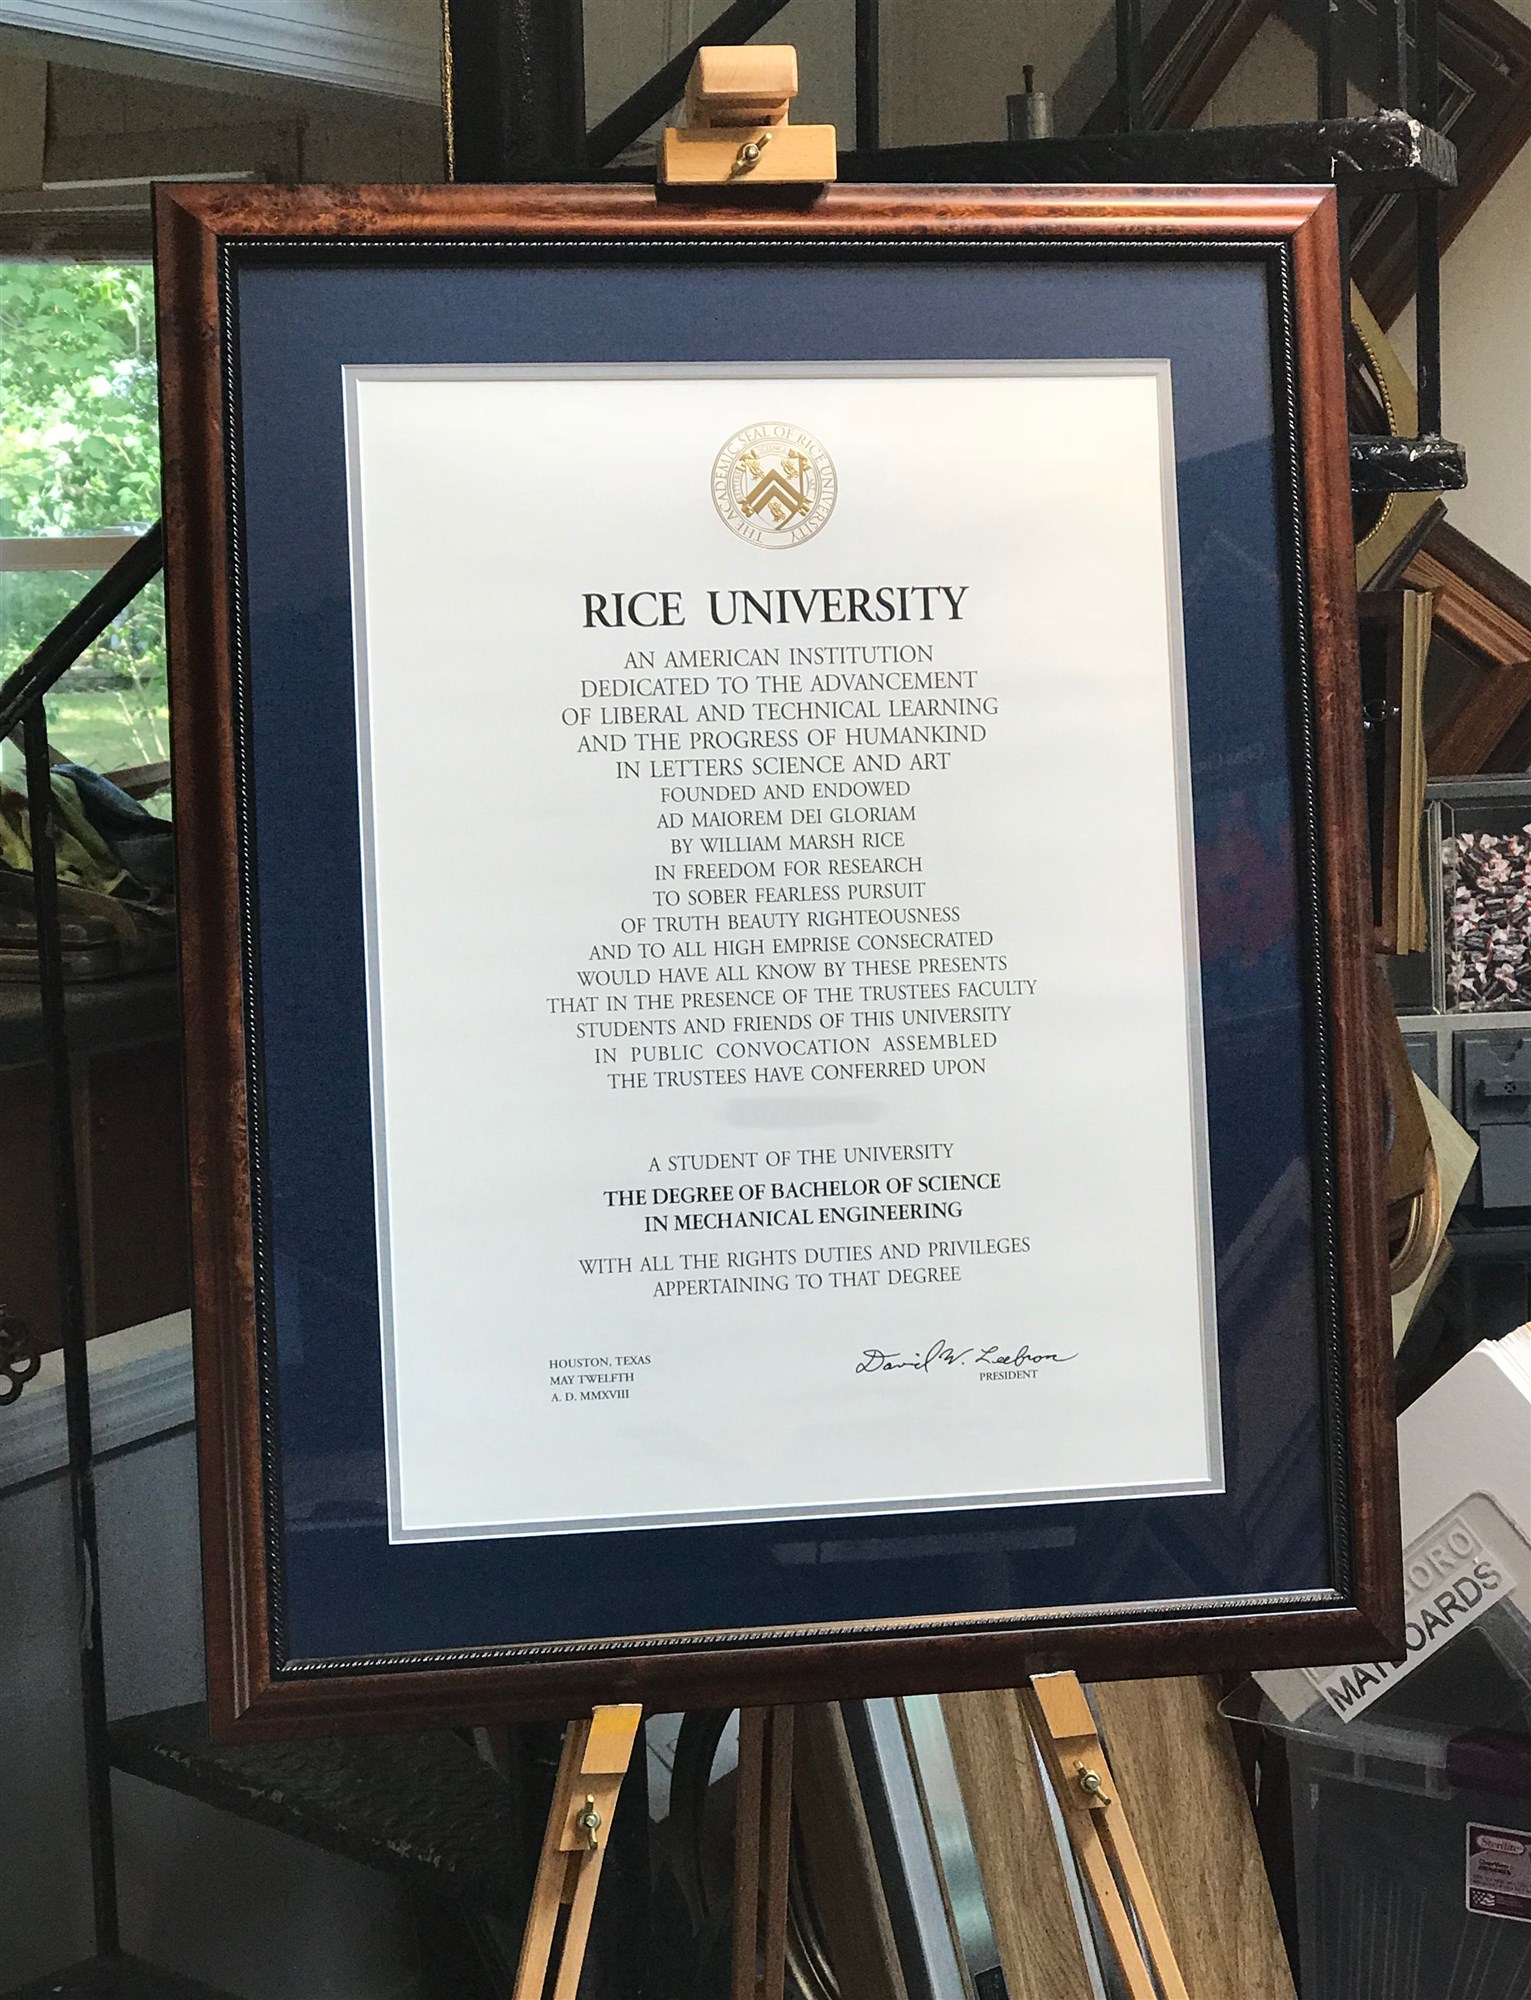 THE ACADEMIC SEAL OF RICE UNIVERSITY
RICE UNIVERSITY
AN AMERICAN INSTITUTION
DEDICATED TO THE ADVANCEMENT
OF LIBERAL AND TECHNICAL LEARNING
AND THE PROGRESS OF HUMANKIND
IN LETTERS SCIENCE AND ART
FOUNDED AND ENDOWED
AD MAIOREM DEI GLORIAM
BY WILLIAM MARSH RICE
IN FREEDOM FOR RESEARCH
TO SOBER FEARLESS PURSUIT
OF TRUTH BEAUTY RIGHTEOUSNESS
AND TO ALL HIGH EMPRISE CONSECRATED
WOULD HAVE ALL KNOW BY THESE PRESENTS
THAT IN THE PRESENCE OF THE TRUSTEES FACULTY
STUDENTS AND FRIENDS OF THIS UNIVERSITY
IN PUBLIC CONVOCATION ASSEMBLED
THE TRUSTEES HAVE CONFERRED UPON
A STUDENT OF THE UNIVERSITY
THE DEGREE OF BACHELOR OF SCIENCE
IN MECHANICAL ENGINEERING
WITH ALL THE RIGHTS DUTIES AND PRIVILEGES
APPERTAINING TO THAT DEGREE
HOUSTON, TEXAS
MAY TWELFTH
A. D. MMXVIII
David W. Leebron
PRESIDENT
MATBOARDS
Sterilite